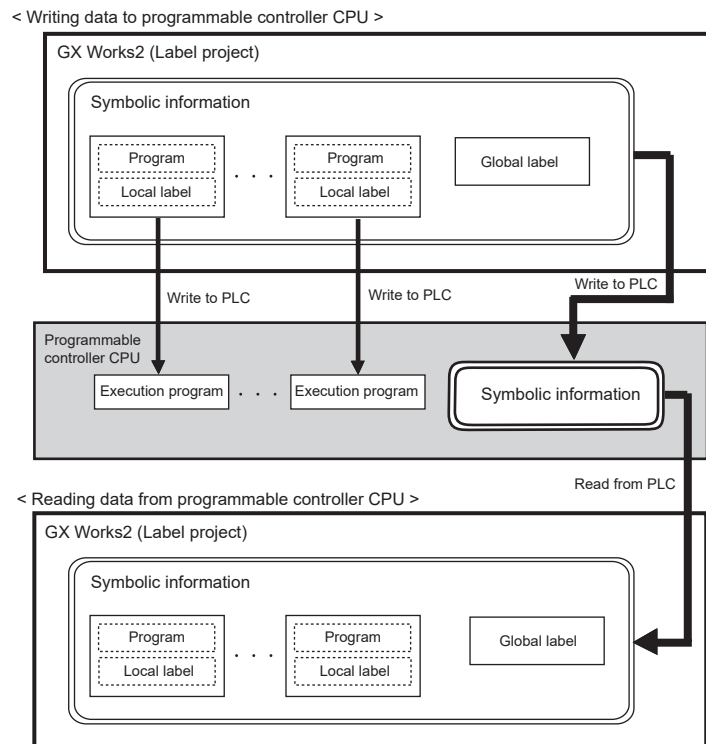 < Writing data to programmable controller CPU >
GX Works2 (Label project)
Symbolic information
Program
Local label
. . .
Program
Local label
Global label
Write to PLC
Write to PLC
Write to PLC
Programmable
controller CPU
Execution program
. . .
Execution program
Symbolic information
Read from PLC
< Reading data from programmable controller CPU >
GX Works2 (Label project)
Symbolic information
Program
Local label
. . .
Program
Local label
Global label